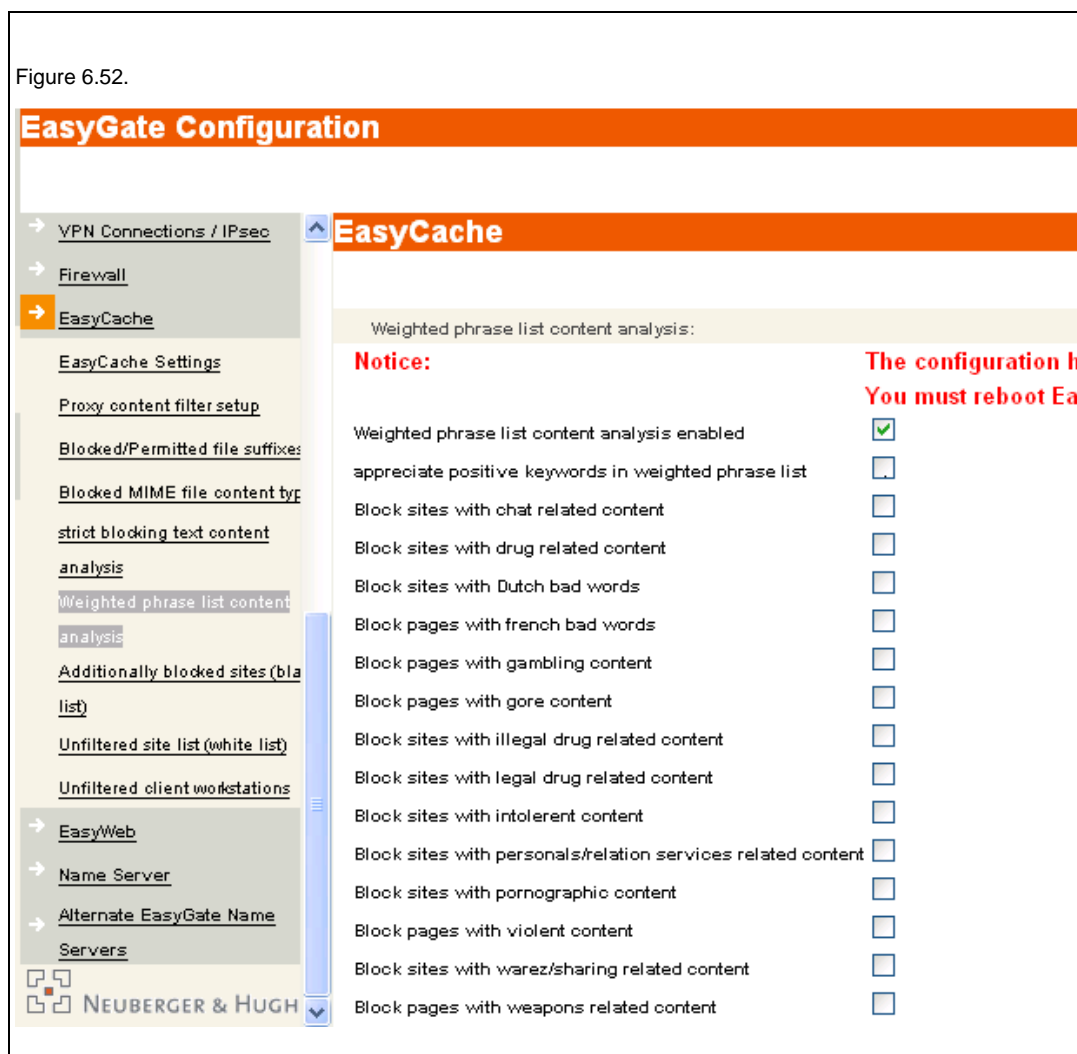 Figure 6.52.
EasyGate Configuration
VPN Connections / IPsec
Firewall
EasyCache
EasyCache Settings
Proxy content filter setup
Blocked/Permitted file suffixes
Blocked MIME file content typ
strict blocking text content
analysis
Weighted phrase list content
analysis
Additionally blocked sites (bla
list)
Unfiltered site list (white list)
Unfiltered client workstations
EasyWeb
Name Server
Alternate EasyGate Name
Servers
NEUBERGER & HUGH
EasyCache
Weighted phrase list content analysis:
Notice: The configuration h
You must reboot Ea
Weighted phrase list content analysis enabled
appreciate positive keywords in weighted phrase list
Block sites with chat related content
Block sites with drug related content
Block sites with Dutch bad words
Block pages with french bad words
Block pages with gambling content
Block pages with gore content
Block sites with illegal drug related content
Block sites with legal drug related content
Block sites with intolerent content
Block sites with personals/relation services related content
Block sites with pornographic content
Block pages with violent content
Block sites with warez/sharing related content
Block pages with weapons related content